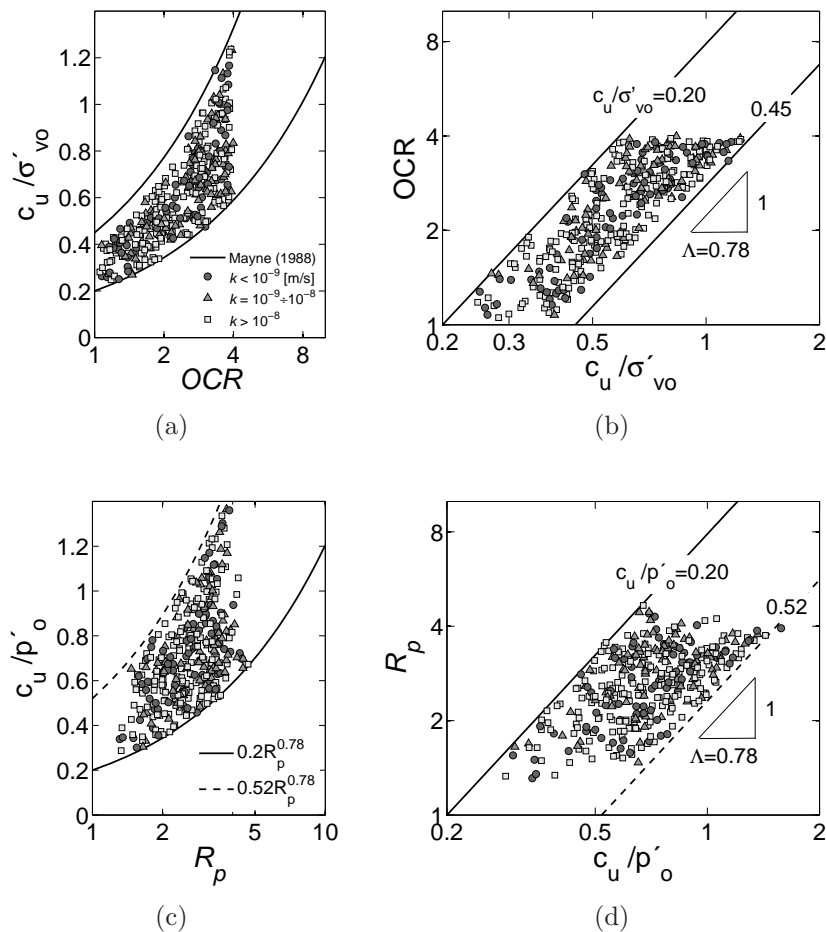 1.2
1
0.8
0.6
0.4
0.2
0
c_u/σ´_vo
Mayne (1988)
k < 10⁻⁹ [m/s]
k = 10⁻⁹÷10⁻⁸
k > 10⁻⁸
1 2 4 8
OCR
(a)
8
4
2
1
OCR
c_u/σ'_vo=0.20
0.45
1
Λ=0.78
0.2 0.3 0.5 1 2
c_u/σ´_vo
(b)
1.2
1
0.8
0.6
0.4
0.2
0
c_u/p´_o
0.2R_p^0.78
0.52R_p^0.78
1 2 5 10
R_p
(c)
8
4
2
1
R_p
c_u/p´_o=0.20
0.52
1
Λ=0.78
0.2 0.5 1 2
c_u/p´_o
(d)